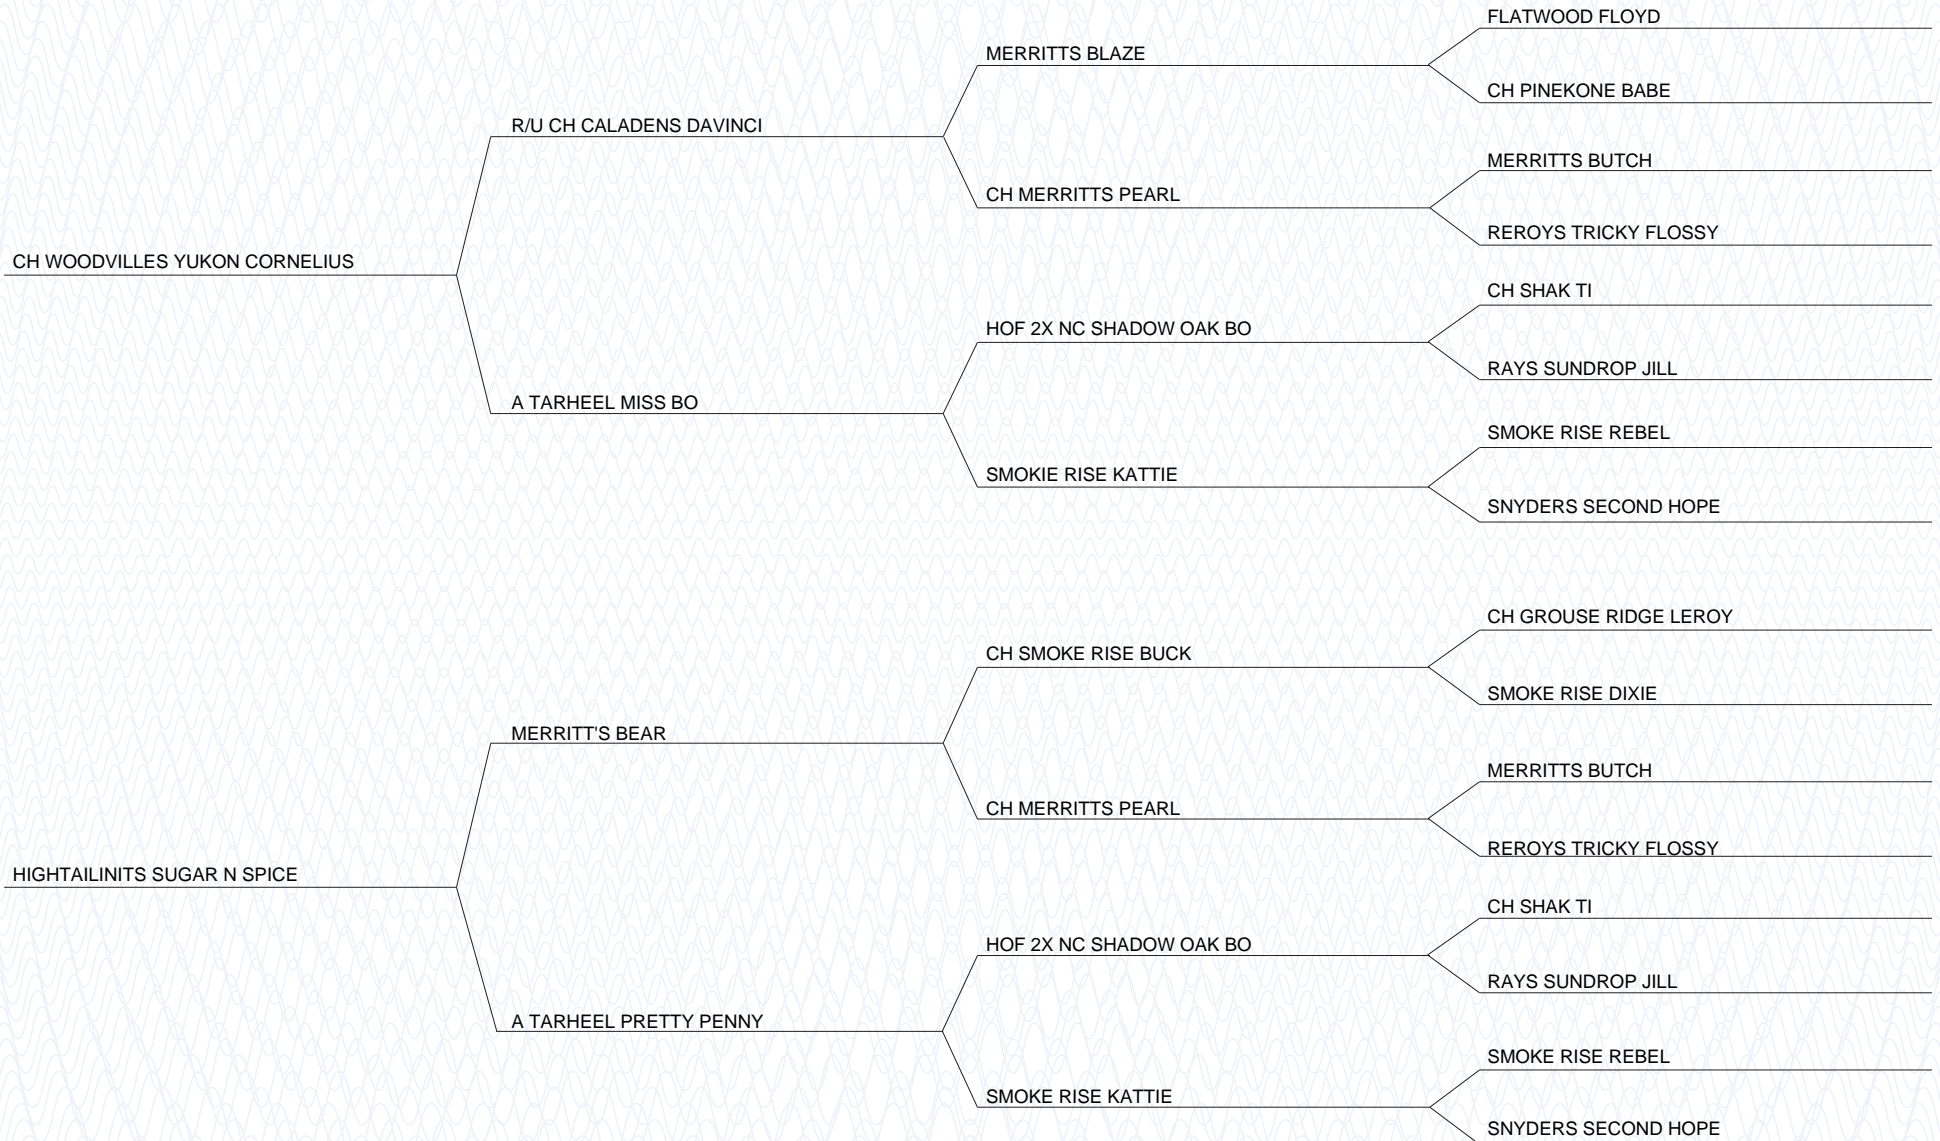 FLATWOOD FLOYD
MERRITTS BLAZE
CH PINEKONE BABE
R/U CH CALADENS DAVINCI
MERRITTS BUTCH
CH MERRITTS PEARL
REROYS TRICKY FLOSSY
CH WOODVILLES YUKON CORNELIUS
CH SHAK TI
HOF 2X NC SHADOW OAK BO
RAYS SUNDROP JILL
A TARHEEL MISS BO
SMOKE RISE REBEL
SMOKIE RISE KATTIE
SNYDERS SECOND HOPE
CH GROUSE RIDGE LEROY
CH SMOKE RISE BUCK
SMOKE RISE DIXIE
MERRITT'S BEAR
MERRITTS BUTCH
CH MERRITTS PEARL
REROYS TRICKY FLOSSY
HIGHTAILINITS SUGAR N SPICE
CH SHAK TI
HOF 2X NC SHADOW OAK BO
RAYS SUNDROP JILL
A TARHEEL PRETTY PENNY
SMOKE RISE REBEL
SMOKE RISE KATTIE
SNYDERS SECOND HOPE